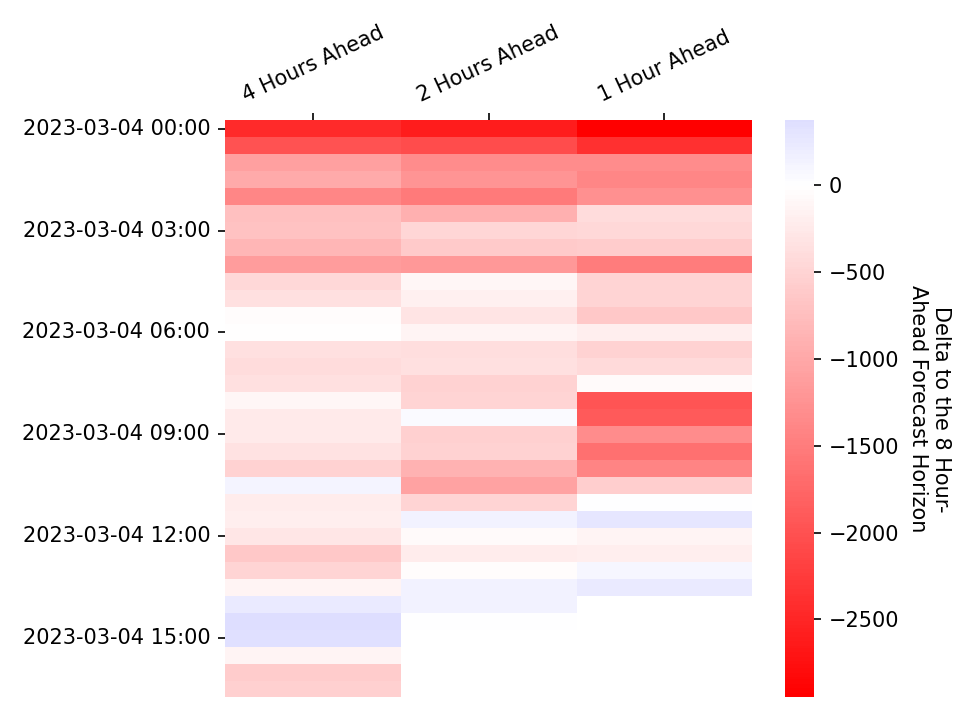 4 Hours Ahead
2 Hours Ahead
1 Hour Ahead
2023-03-04 00:00
2023-03-04 03:00
2023-03-04 06:00
2023-03-04 09:00
2023-03-04 12:00
2023-03-04 15:00
0
−500
−1000
−1500
−2000
−2500
Delta to the 8 Hour-
Ahead Forecast Horizon